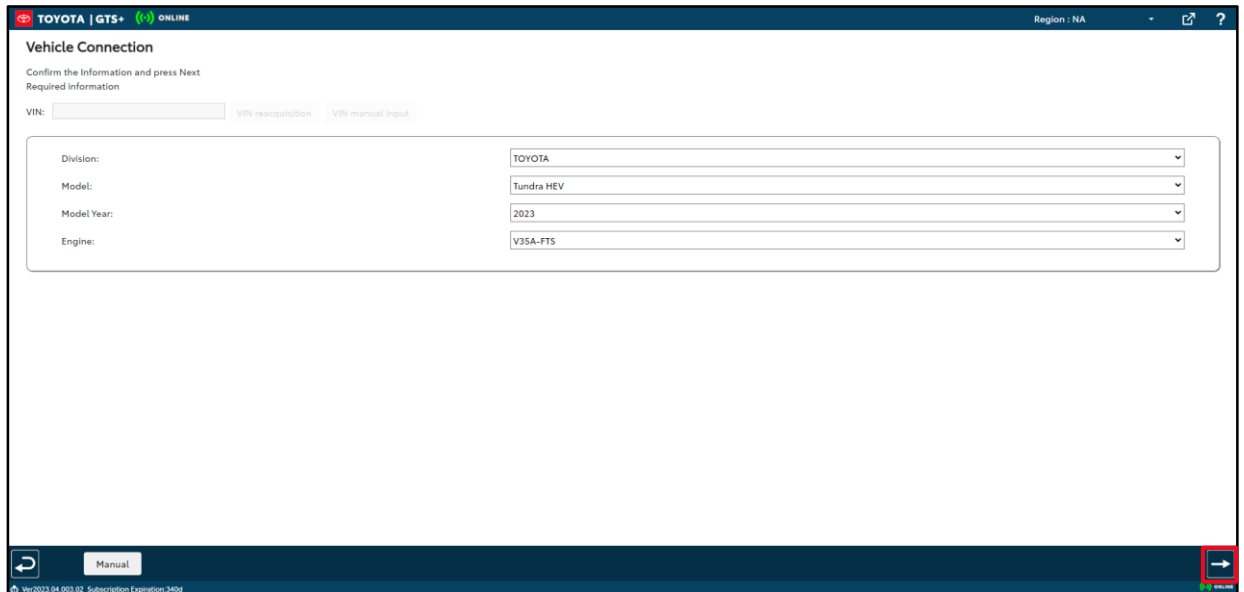 TOYOTA | GTS+ ONLINE Region : NA ?
Vehicle Connection
Confirm the Information and press Next
Required information
VIN: VIN reacquisition VIN manual input
Division: TOYOTA
Model: Tundra HEV
Model Year: 2023
Engine: V35A-FTS
Manual
Ver2023.04.003.02 Subscription Expiration:340d ONLINE